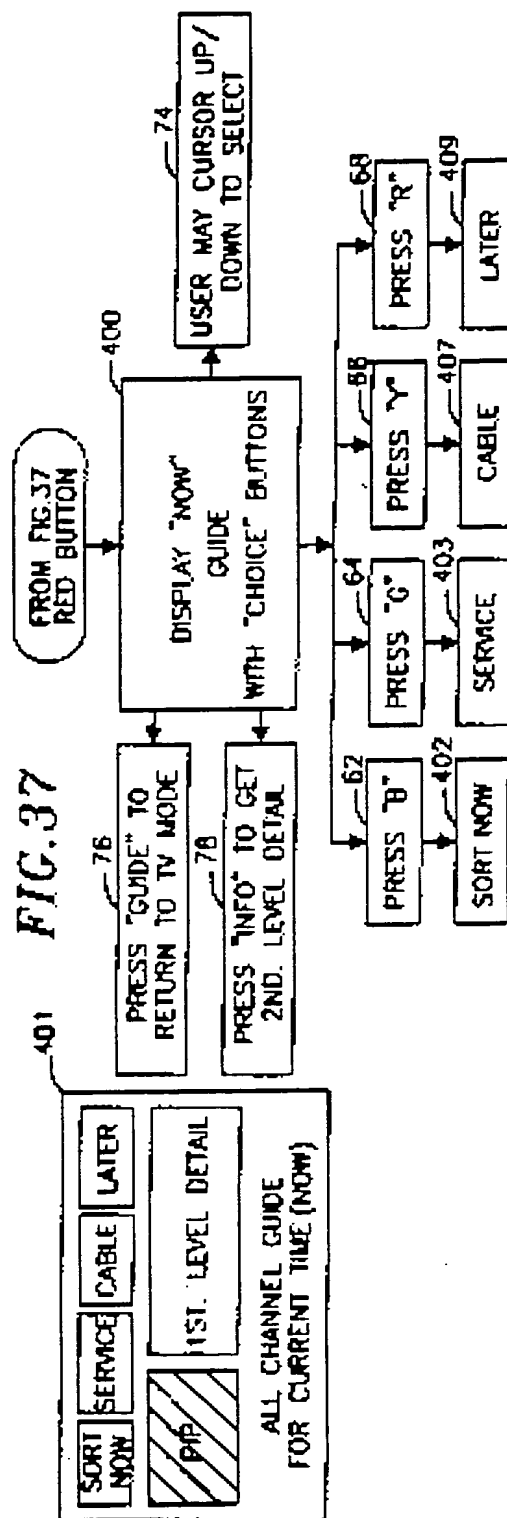 FIG.37
401
SORT
NOW
SERVICE
CABLE
LATER
PIP
1ST. LEVEL DETAIL
ALL CHANNEL GUIDE
FOR CURRENT TIME (NOW)
FROM FIG.37
RED BUTTON
400
DISPLAY "NOW"
GUIDE
WITH "CHOICE" BUTTONS
76
PRESS "GUIDE" TO
RETURN TO TV MODE
78
PRESS "INFO" TO GET
2ND. LEVEL DETAIL
74
USER MAY CURSOR UP/
DOWN TO SELECT
62
PRESS "B"
64
PRESS "G"
66
PRESS "Y"
68
PRESS "R"
402
SORT NOW
403
SERVICE
407
CABLE
409
LATER